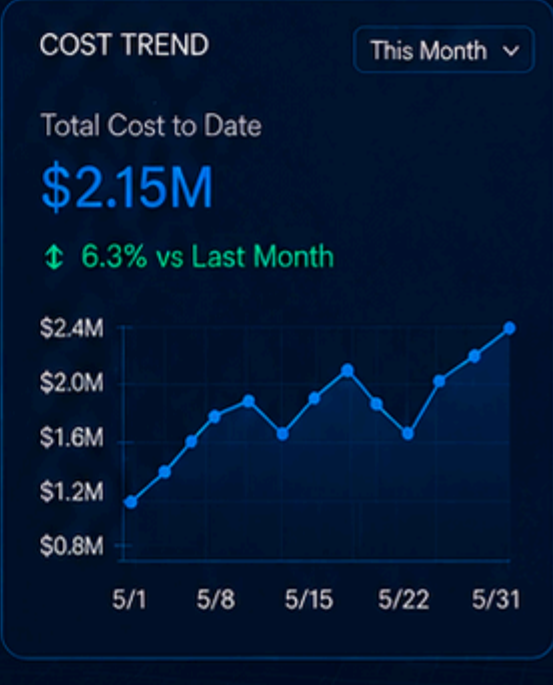 COST TREND
This Month
Total Cost to Date
$2.15M
↕ 6.3% vs Last Month
$2.4M
$2.0M
$1.6M
$1.2M
$0.8M
5/1 5/8 5/15 5/22 5/31